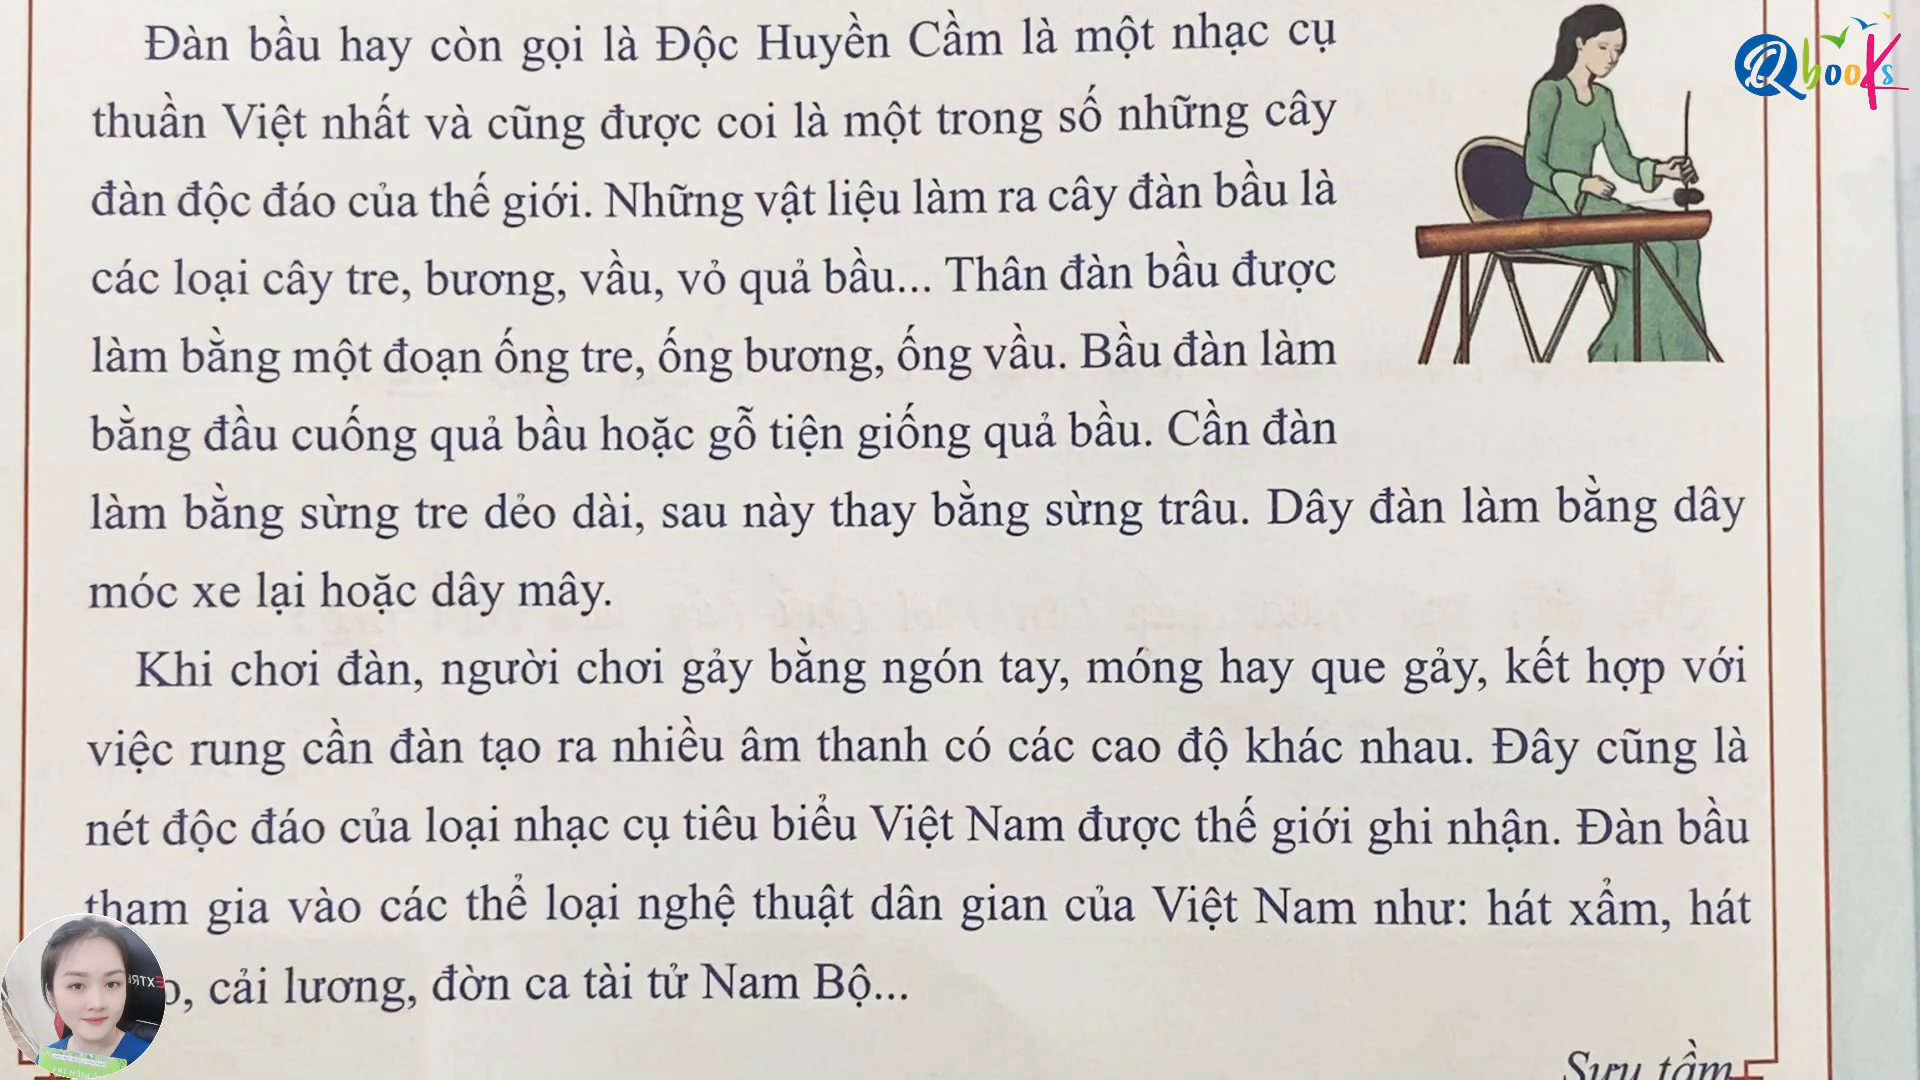 Qbooks
Đàn bầu hay còn gọi là Độc Huyền Cầm là một nhạc cụ
thuần Việt nhất và cũng được coi là một trong số những cây
đàn độc đáo của thế giới. Những vật liệu làm ra cây đàn bầu là
các loại cây tre, bương, vầu, vỏ quả bầu... Thân đàn bầu được
làm bằng một đoạn ống tre, ống bương, ống vầu. Bầu đàn làm
bằng đầu cuống quả bầu hoặc gỗ tiện giống quả bầu. Cần đàn
làm bằng sừng tre dẻo dài, sau này thay bằng sừng trâu. Dây đàn làm bằng dây
móc xe lại hoặc dây mây.
Khi chơi đàn, người chơi gảy bằng ngón tay, móng hay que gảy, kết hợp với
việc rung cần đàn tạo ra nhiều âm thanh có các cao độ khác nhau. Đây cũng là
nét độc đáo của loại nhạc cụ tiêu biểu Việt Nam được thế giới ghi nhận. Đàn bầu
tham gia vào các thể loại nghệ thuật dân gian của Việt Nam như: hát xẩm, hát
, cải lương, đờn ca tài tử Nam Bộ...
Sưu tầm